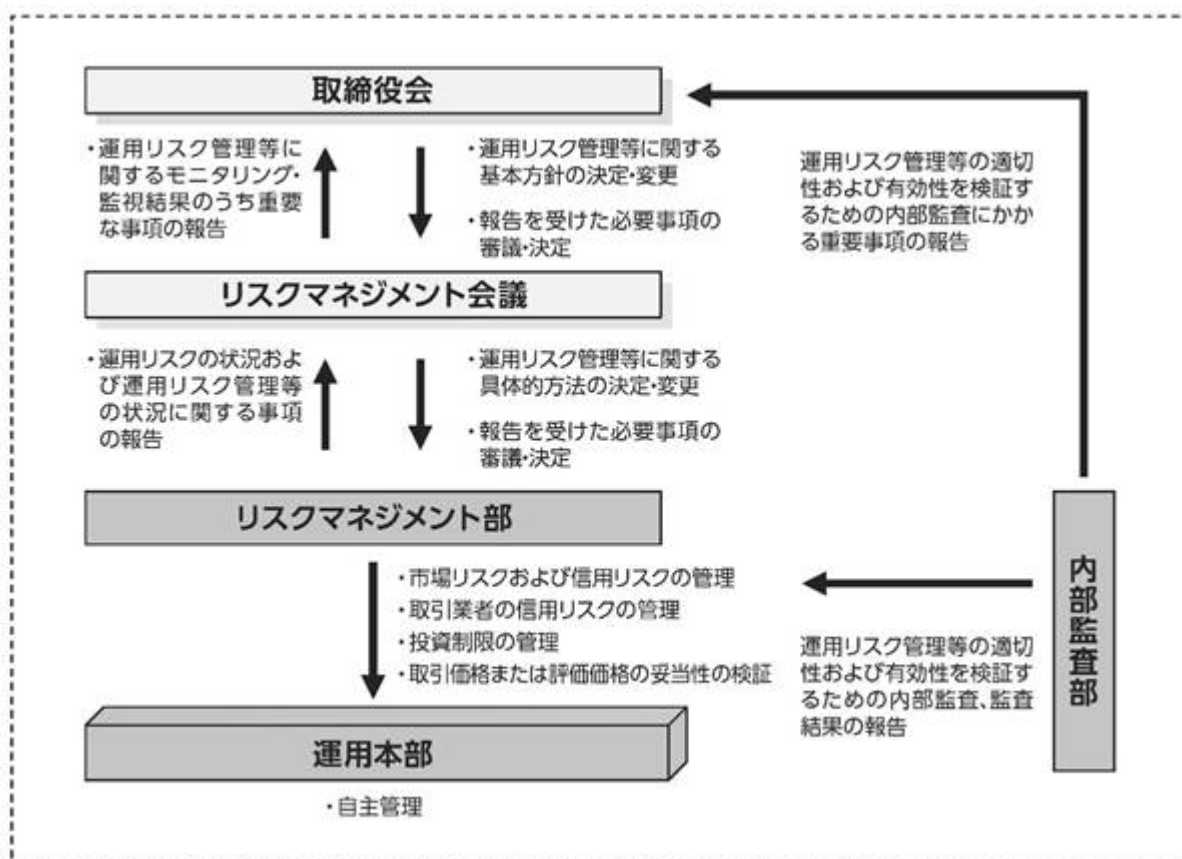 取締役会
・運用リスク管理等に
関するモニタリング・
監視結果のうち重要
な事項の報告
・運用リスク管理等に関する
基本方針の決定・変更
・報告を受けた必要事項の
審議・決定
運用リスク管理等の適切
性および有効性を検証す
るための内部監査にかか
る重要事項の報告
リスクマネジメント会議
・運用リスクの状況およ
び運用リスク管理等
の状況に関する事項
の報告
・運用リスク管理等に関する
具体的方法の決定・変更
・報告を受けた必要事項の
審議・決定
リスクマネジメント部
・市場リスクおよび信用リスクの管理
・取引業者の信用リスクの管理
・投資制限の管理
・取引価格または評価価格の妥当性の検証
内部監査部
運用リスク管理等の適切
性および有効性を検証す
るための内部監査、監査
結果の報告
運用本部
・自主管理